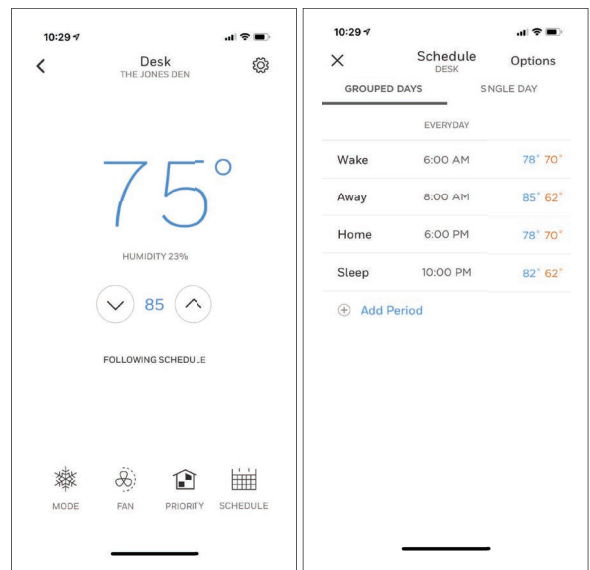 10:29
Desk
THE JONES DEN
75°
HUMIDITY 23%
85
FOLLOWING SCHEDULE
MODE FAN PRIORITY SCHEDULE
10:29
Schedule Options
DESK
GROUPED DAYS SNGLE DAY
EVERYDAY
Wake 6:00 AM 78° 70°
Away 8:00 AM 85° 62°
Home 6:00 PM 78° 70°
Sleep 10:00 PM 82° 62°
Add Period